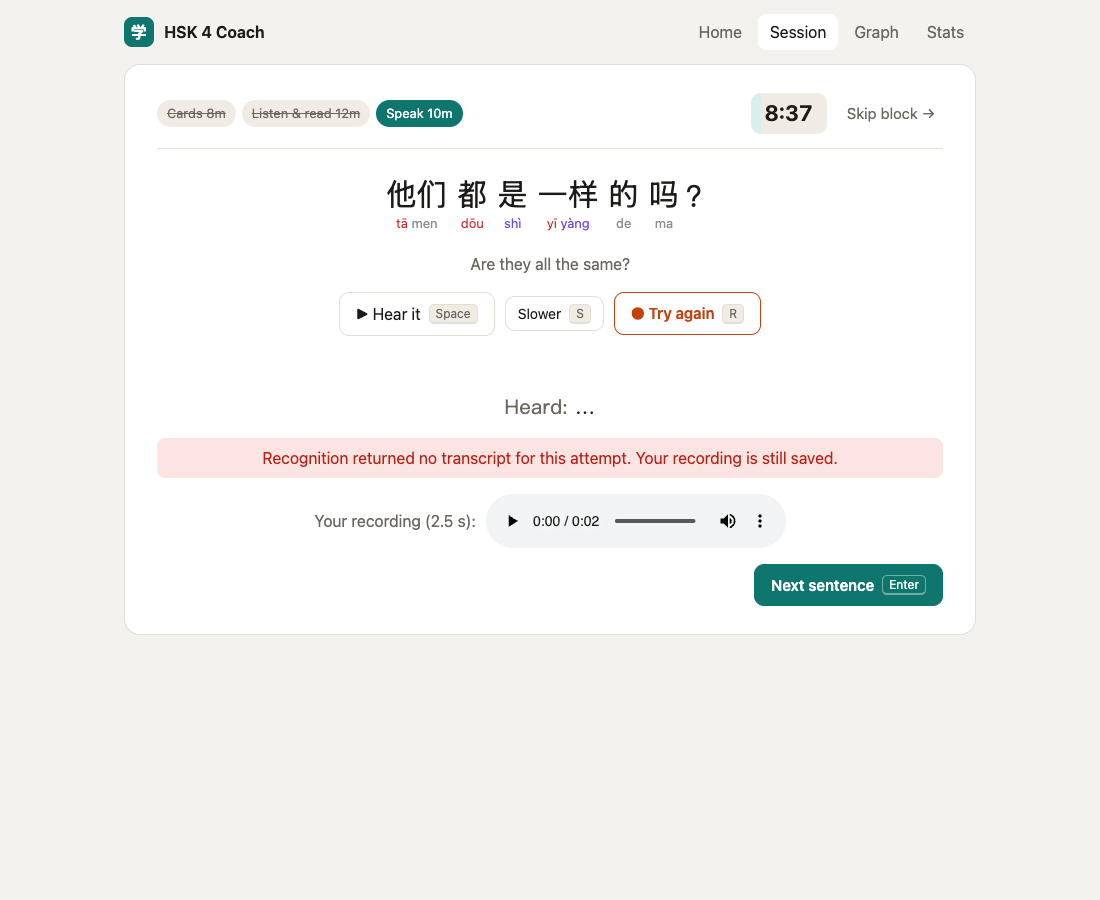 学 HSK 4 Coach Home Session Graph Stats
Cards 8m Listen & read 12m Speak 10m 8:37 Skip block →
他们 都 是 一样 的 吗 ?
tā men dōu shì yī yàng de ma
Are they all the same?
▶ Hear it Space Slower S ● Try again R
Heard: …
Recognition returned no transcript for this attempt. Your recording is still saved.
Your recording (2.5 s): 0:00 / 0:02
Next sentence Enter